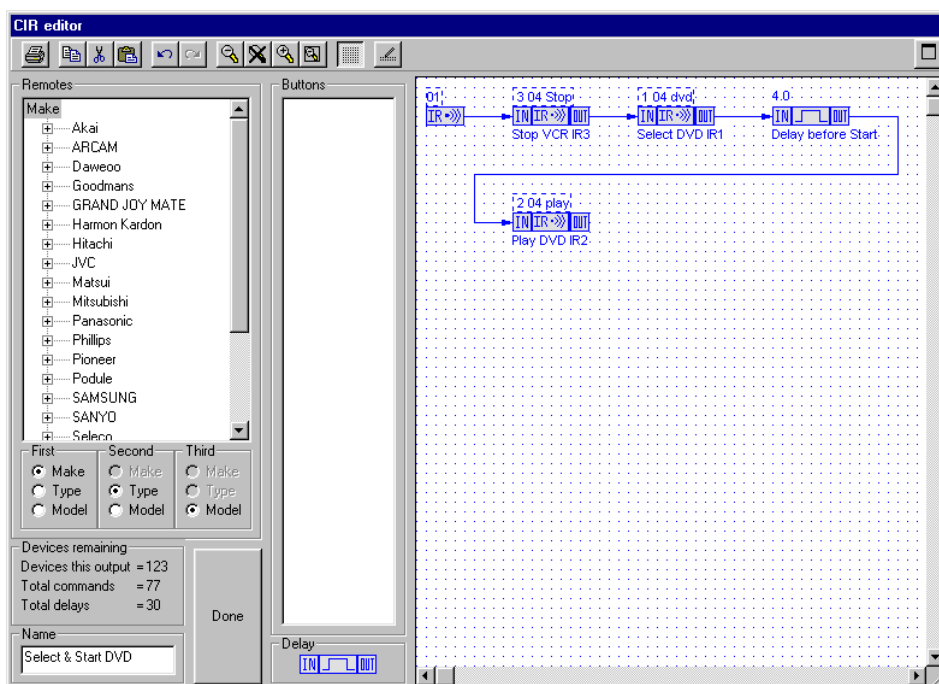 CIR editor
Remotes
Make
Akai
ARCAM
Daweoo
Goodmans
GRAND JOY MATE
Harmon Kardon
Hitachi
JVC
Matsui
Mitsubishi
Panasonic
Phillips
Pioneer
Podule
SAMSUNG
SANYO
Seleco
First
Make
Type
Model
Second
Make
Type
Model
Third
Make
Type
Model
Devices remaining
Devices this output = 123
Total commands = 77
Total delays = 30
Name
Select & Start DVD
Done
Buttons
Delay
IN OUT
01
IR
3 04 Stop
IN IR OUT
Stop VCR IR3
1 04 dvd
IN IR OUT
Select DVD IR1
4.0
IN OUT
Delay before Start
2 04 play
IN IR OUT
Play DVD IR2